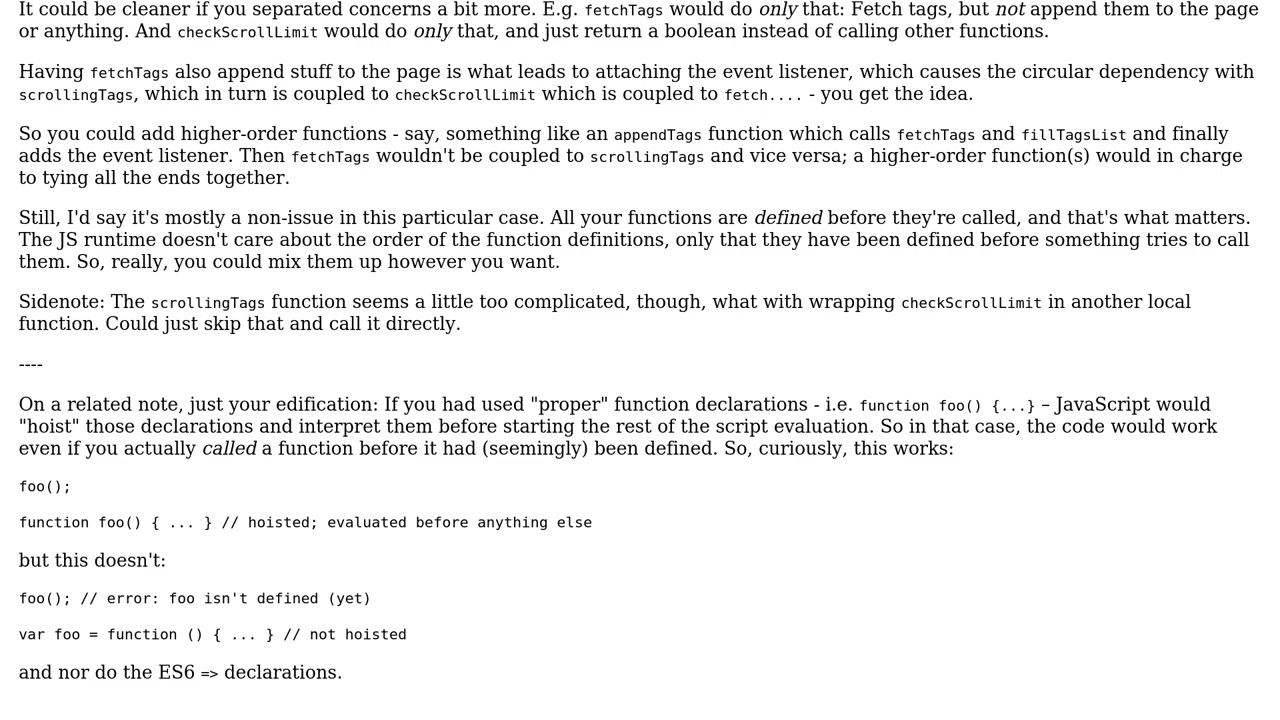 It could be cleaner if you separated concerns a bit more. E.g. fetchTags would do only that: Fetch tags, but not append them to the page
or anything. And checkScrollLimit would do only that, and just return a boolean instead of calling other functions.
Having fetchTags also append stuff to the page is what leads to attaching the event listener, which causes the circular dependency with
scrollingTags, which in turn is coupled to checkScrollLimit which is coupled to fetch.... - you get the idea.
So you could add higher-order functions - say, something like an appendTags function which calls fetchTags and fillTagsList and finally
adds the event listener. Then fetchTags wouldn't be coupled to scrollingTags and vice versa; a higher-order function(s) would in charge
to tying all the ends together.
Still, I'd say it's mostly a non-issue in this particular case. All your functions are defined before they're called, and that's what matters.
The JS runtime doesn't care about the order of the function definitions, only that they have been defined before something tries to call
them. So, really, you could mix them up however you want.
Sidenote: The scrollingTags function seems a little too complicated, though, what with wrapping checkScrollLimit in another local
function. Could just skip that and call it directly.
----
On a related note, just your edification: If you had used "proper" function declarations - i.e. function foo() {...} – JavaScript would
"hoist" those declarations and interpret them before starting the rest of the script evaluation. So in that case, the code would work
even if you actually called a function before it had (seemingly) been defined. So, curiously, this works:
foo();
function foo() { ... } // hoisted; evaluated before anything else
but this doesn't:
foo(); // error: foo isn't defined (yet)
var foo = function () { ... } // not hoisted
and nor do the ES6 => declarations.